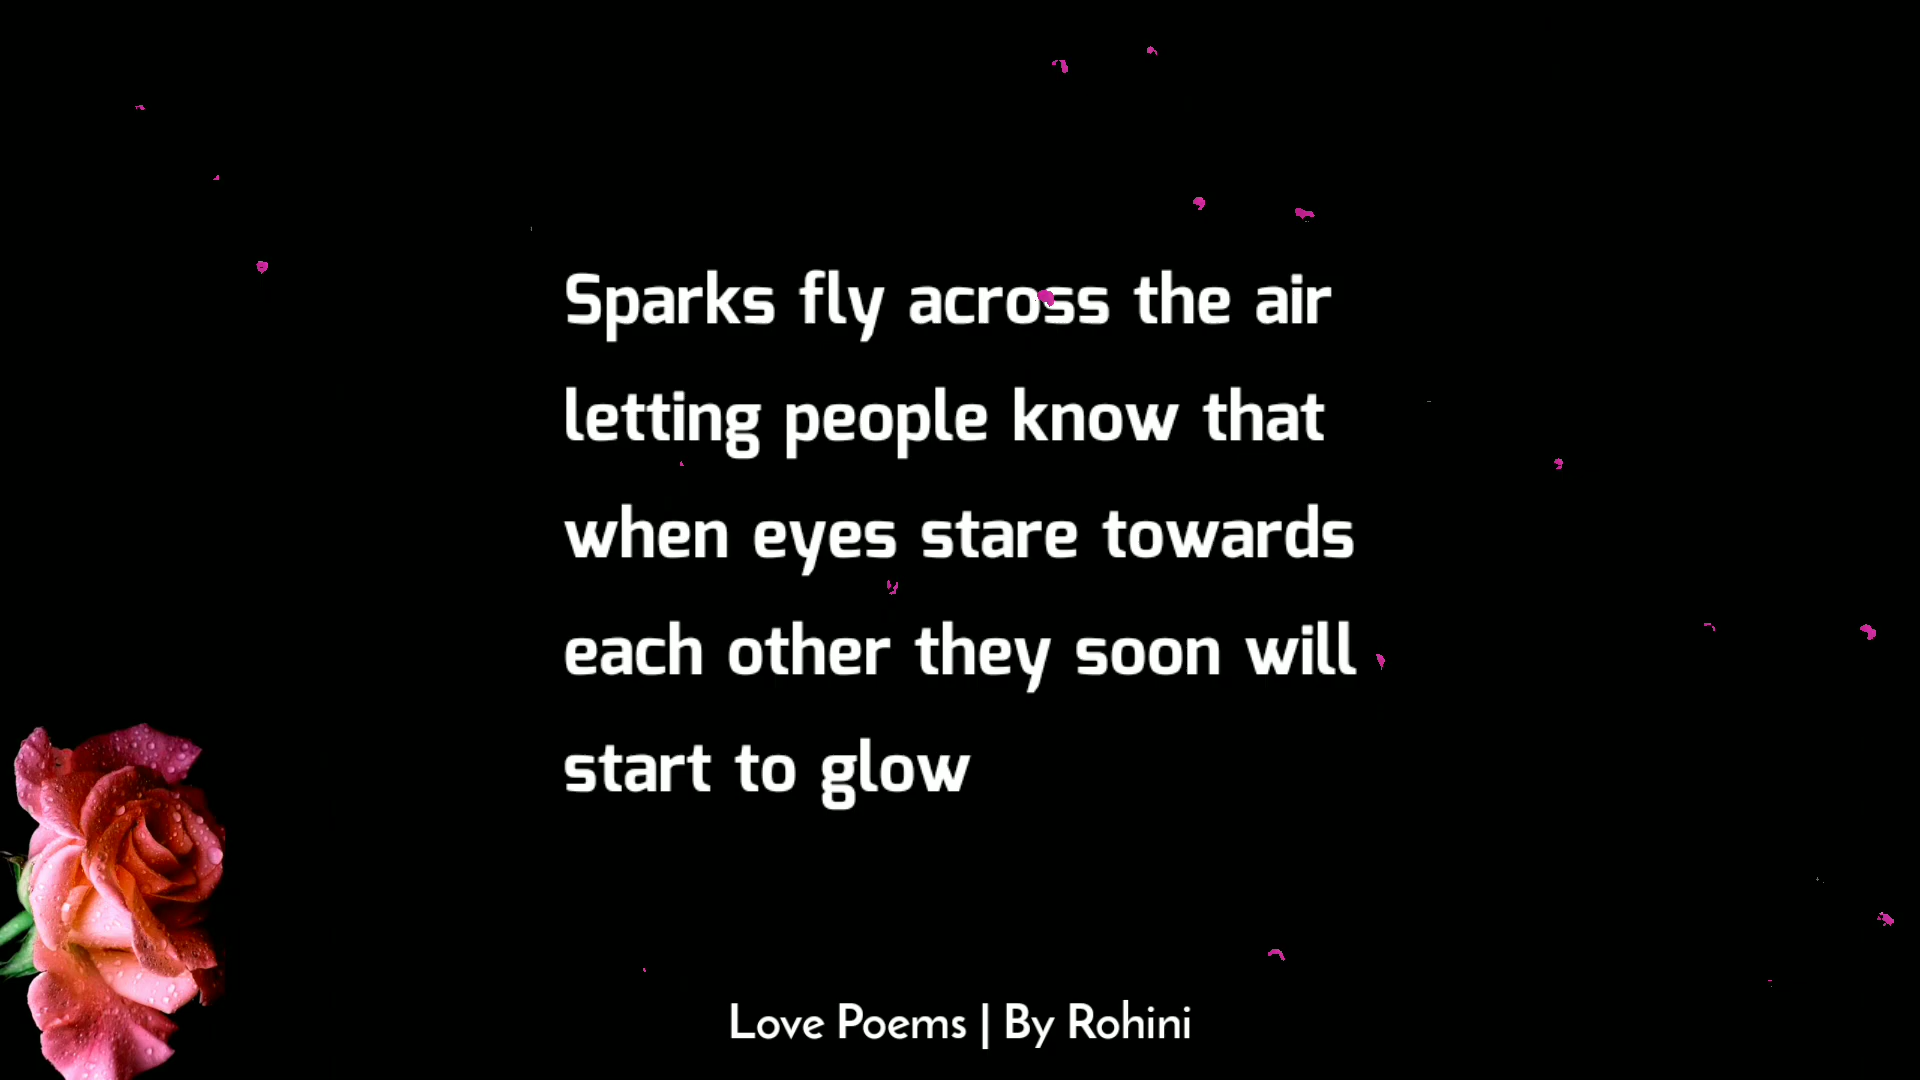 Sparks fly across the air
letting people know that
when eyes stare towards
each other they soon will
start to glow
Love Poems | By Rohini